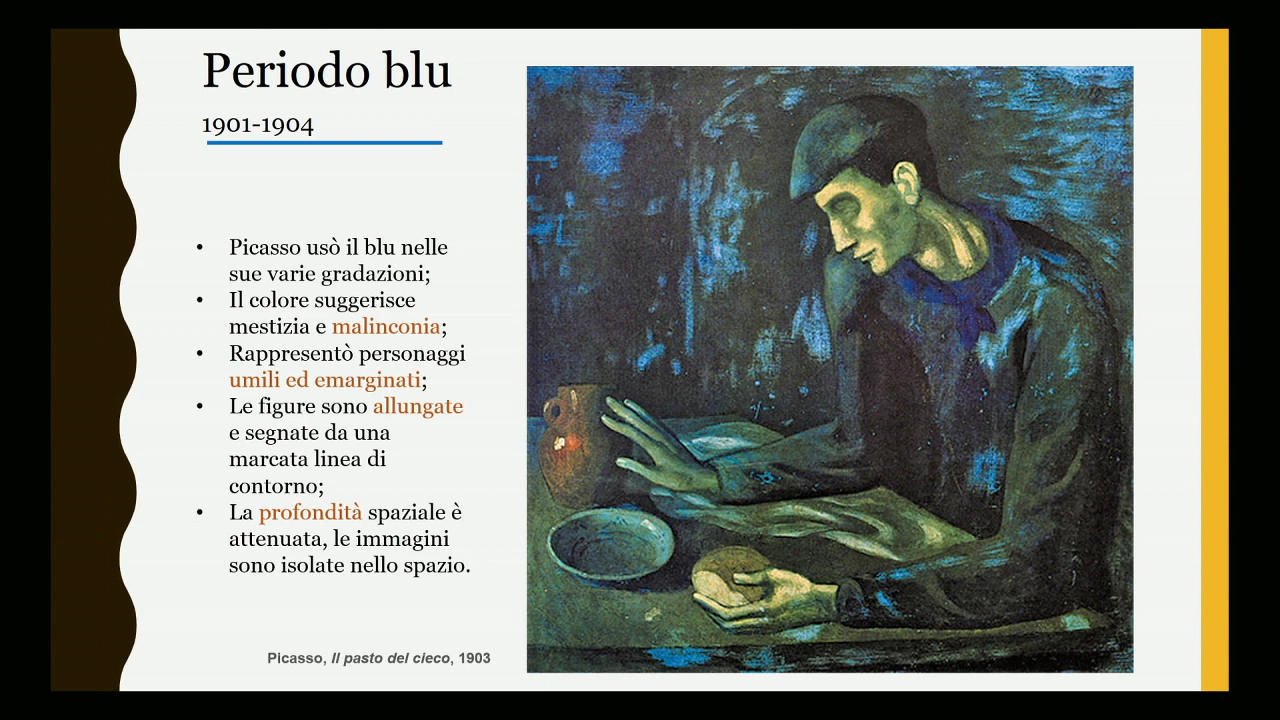 Periodo blu
1901-1904
• Picasso usò il blu nelle
sue varie gradazioni;
• Il colore suggerisce
mestizia e malinconia;
• Rappresentò personaggi
umili ed emarginati;
• Le figure sono allungate
e segnate da una
marcata linea di
contorno;
• La profondità spaziale è
attenuata, le immagini
sono isolate nello spazio.
Picasso, Il pasto del cieco, 1903